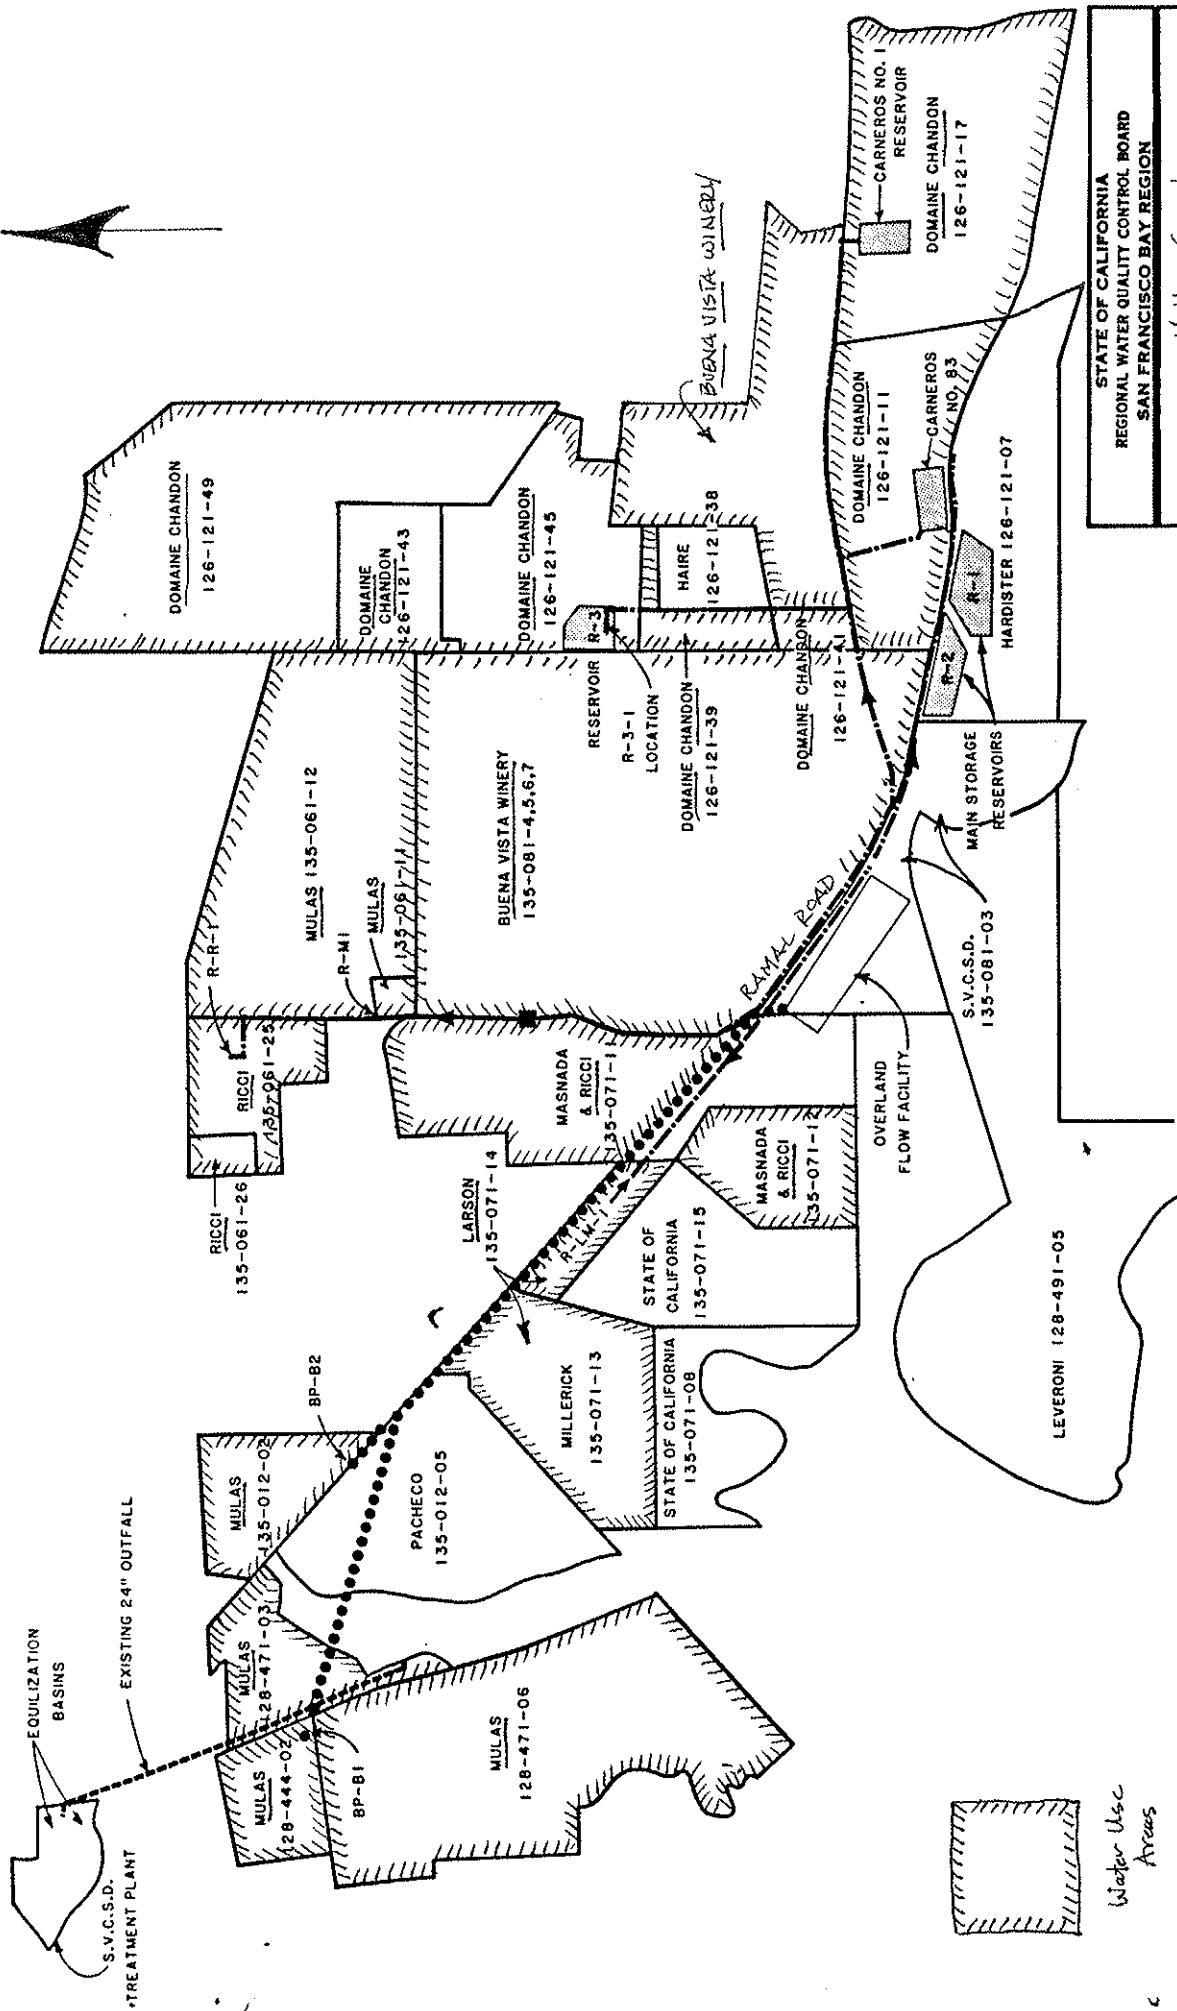 EQUILIZATION
BASINS
EXISTING 24" OUTFALL
S.V.C.S.D.
TREATMENT PLANT
MULAS
128-444-02
BP-B1
MULAS
128-471-03
MULAS
135-012-02
BP-B2
MULAS
128-471-06
PACHECO
135-012-05
MILLERICK
135-071-13
STATE OF CALIFORNIA
135-071-08
LARSON
135-071-14
R-LM-1
STATE OF
CALIFORNIA
135-071-15
MASNADA
& RICCI
135-071-12
MASNADA
& RICCI
135-071-11
RICCI
135-061-26
RICCI
135-061-25
R-R-1
R-M1
MULAS
135-061-11
MULAS 135-061-12
BUENA VISTA WINERY
135-081-4,5,6,7
RAMAL ROAD
OVERLAND
FLOW FACILITY
S.V.C.S.D.
135-081-03
MAIN STORAGE
RESERVOIRS
LEVERONI 128-491-05
DOMAINE CHANDON
126-121-49
DOMAINE
CHANDON
126-121-43
DOMAINE CHANDON
126-121-45
RESERVOIR
R-3
R-3-1
LOCATION
DOMAINE CHANDON
126-121-39
HAIRE
126-121-38
DOMAINE CHANDON
126-121-41
BUENA VISTA WINERY
DOMAINE CHANDON
126-121-11
CARNEROS
NO. 83
R-1
R-2
HARDISTER 126-121-07
CARNEROS NO. 1
RESERVOIR
DOMAINE CHANDON
126-121-17
STATE OF CALIFORNIA
REGIONAL WATER QUALITY CONTROL BOARD
SAN FRANCISCO BAY REGION
Water Use
Areas